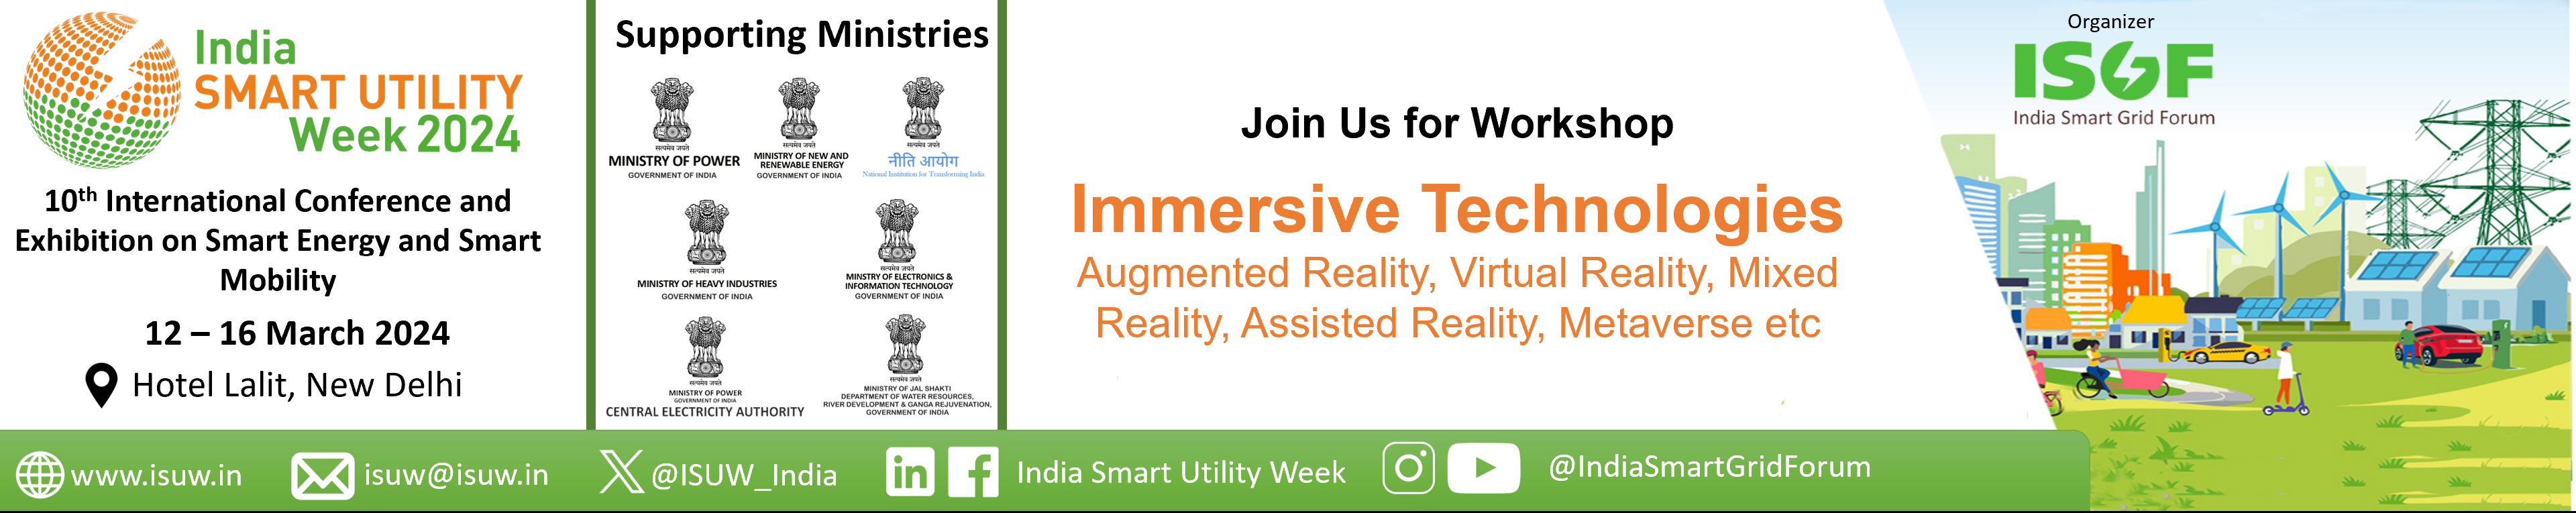 India
SMART UTILITY
Week 2024
10th International Conference and
Exhibition on Smart Energy and Smart
Mobility
12 – 16 March 2024
Hotel Lalit, New Delhi
Supporting Ministries
सत्यमेव जयते
MINISTRY OF POWER
GOVERNMENT OF INDIA
सत्यमेव जयते
MINISTRY OF NEW AND
RENEWABLE ENERGY
GOVERNMENT OF INDIA
सत्यमेव जयते
नीति आयोग
National Institution for Transforming India
सत्यमेव जयते
MINISTRY OF HEAVY INDUSTRIES
GOVERNMENT OF INDIA
सत्यमेव जयते
MINISTRY OF ELECTRONICS &
INFORMATION TECHNOLOGY
GOVERNMENT OF INDIA
सत्यमेव जयते
MINISTRY OF POWER
GOVERNMENT OF INDIA
CENTRAL ELECTRICITY AUTHORITY
सत्यमेव जयते
MINISTRY OF JAL SHAKTI
DEPARTMENT OF WATER RESOURCES,
RIVER DEVELOPMENT & GANGA REJUVENATION,
GOVERNMENT OF INDIA
Join Us for Workshop
Immersive Technologies
Augmented Reality, Virtual Reality, Mixed
Reality, Assisted Reality, Metaverse etc
Organizer
ISGF
India Smart Grid Forum
www.isuw.in
isuw@isuw.in
@ISUW_India
in
f
India Smart Utility Week
@IndiaSmartGridForum